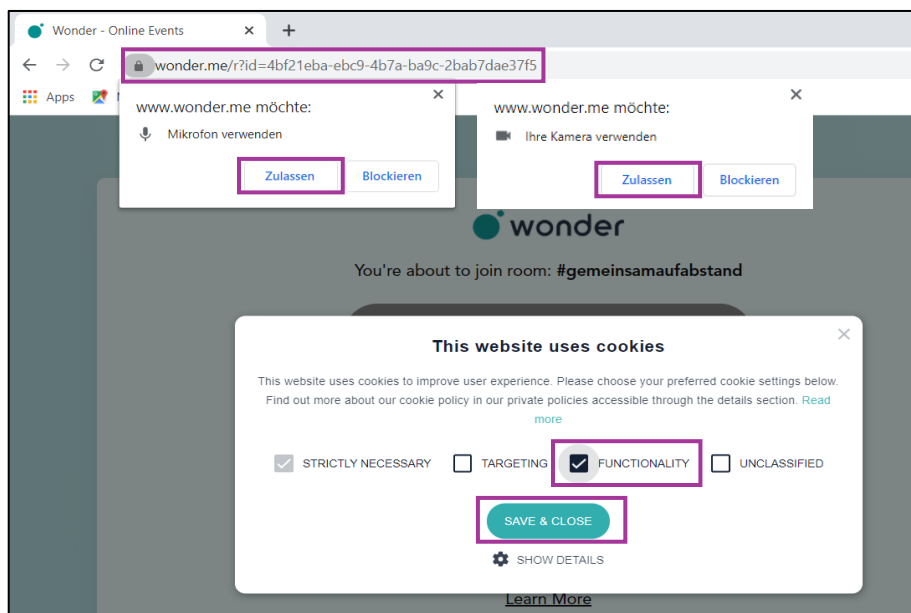 Wonder - Online Events
wonder.me/r?id=4bf21eba-ebc9-4b7a-ba9c-2bab7dae37f5
Apps
www.wonder.me möchte:
Mikrofon verwenden
Zulassen Blockieren
www.wonder.me möchte:
Ihre Kamera verwenden
Zulassen Blockieren
wonder
You're about to join room: #gemeinsamaufabstand
This website uses cookies
This website uses cookies to improve user experience. Please choose your preferred cookie settings below.
Find out more about our cookie policy in our private policies accessible through the details section. Read
more
STRICTLY NECESSARY TARGETING FUNCTIONALITY UNCLASSIFIED
SAVE & CLOSE
SHOW DETAILS
Learn More